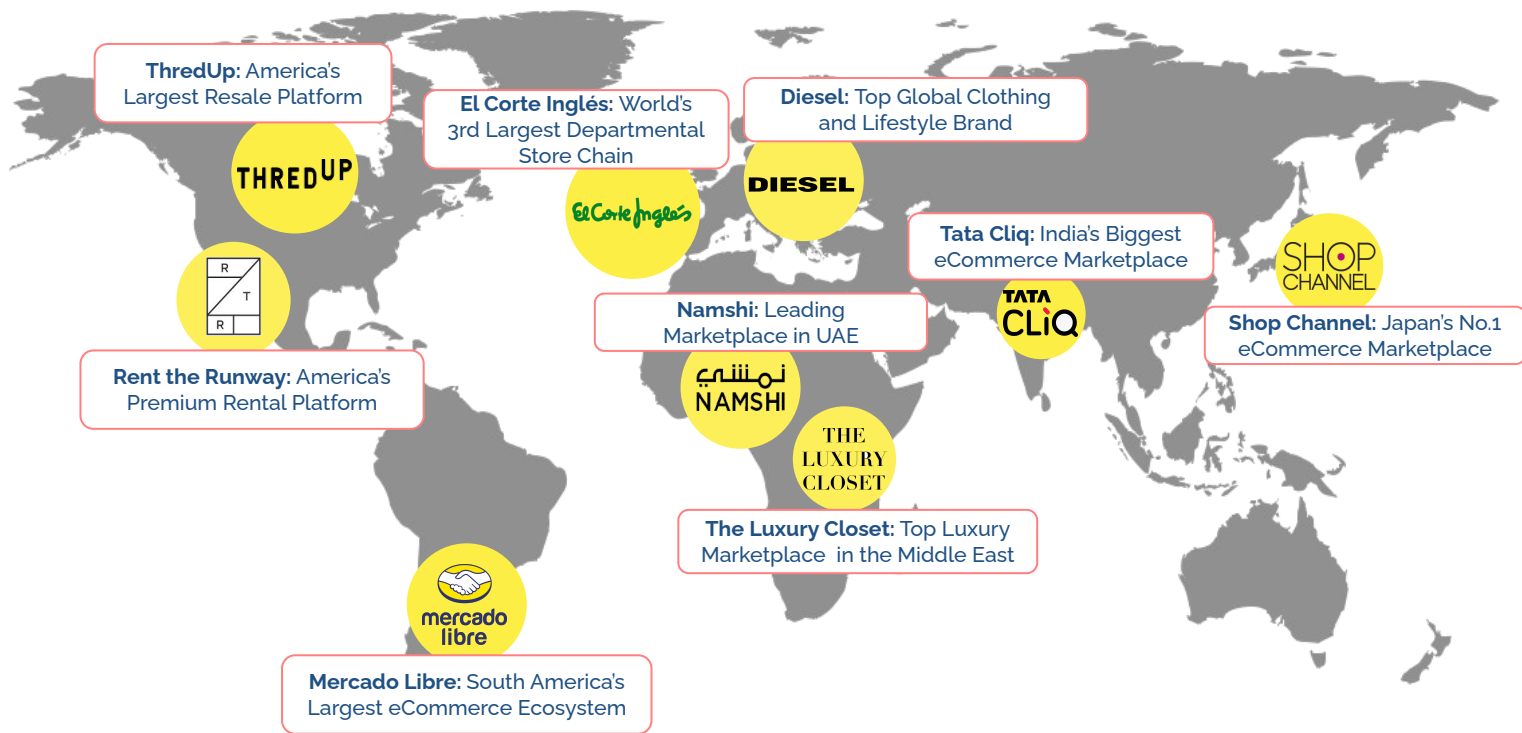 ThredUp: America's
Largest Resale Platform
THREDUP
El Corte Inglés: World's
3rd Largest Departmental
Store Chain
El Corte Inglés
Diesel: Top Global Clothing
and Lifestyle Brand
DIESEL
Tata Cliq: India's Biggest
eCommerce Marketplace
TATA
CLiQ
SHOP
CHANNEL
Shop Channel: Japan's No.1
eCommerce Marketplace
R
T
R
Rent the Runway: America's
Premium Rental Platform
Namshi: Leading
Marketplace in UAE
نمشي
NAMSHI
THE
LUXURY
CLOSET
The Luxury Closet: Top Luxury
Marketplace  in the Middle East
mercado
libre
Mercado Libre: South America's
Largest eCommerce Ecosystem